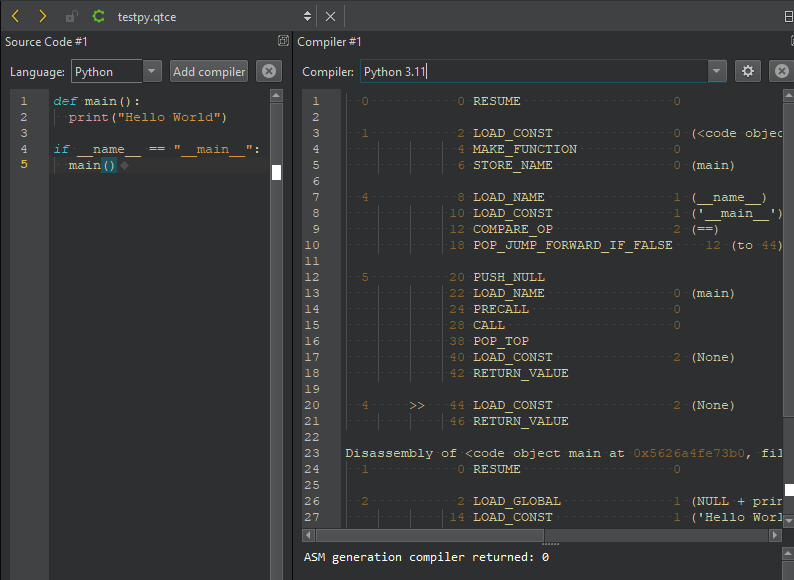 testpy.qtce
Source Code #1
Language: Python Add compiler
1 def main():
2 print("Hello World")
3
4 if __name__ == "__main__":
5 main()
Compiler #1
Compiler: Python 3.11
1 0 0 RESUME 0
2
3 1 2 LOAD_CONST 0 (<code objec
4 4 MAKE_FUNCTION 0
5 6 STORE_NAME 0 (main)
6
7 4 8 LOAD_NAME 1 (__name__)
8 10 LOAD_CONST 1 ('__main__')
9 12 COMPARE_OP 2 (==)
10 18 POP_JUMP_FORWARD_IF_FALSE 12 (to 44)
11
12 5 20 PUSH_NULL
13 22 LOAD_NAME 0 (main)
14 24 PRECALL 0
15 28 CALL 0
16 38 POP_TOP
17 40 LOAD_CONST 2 (None)
18 42 RETURN_VALUE
19
20 4 >> 44 LOAD_CONST 2 (None)
21 46 RETURN_VALUE
22
23 Disassembly of <code object main at 0x5626a4fe73b0, fil
24 1 0 RESUME 0
25
26 2 2 LOAD_GLOBAL 1 (NULL + prin
27 14 LOAD_CONST 1 ('Hello Worl
ASM generation compiler returned: 0